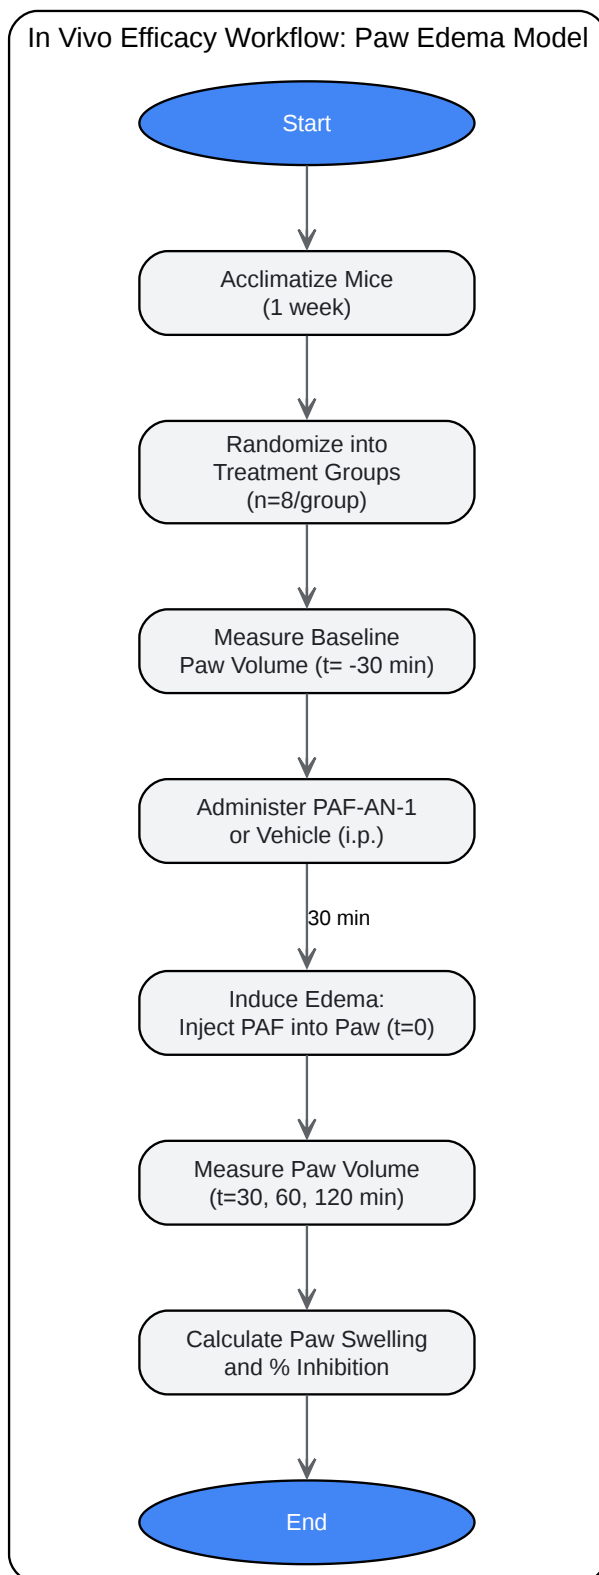 In Vivo Efficacy Workflow: Paw Edema Model
Start
Acclimatize Mice
(1 week)
Randomize into
Treatment Groups
(n=8/group)
Measure Baseline
Paw Volume (t= -30 min)
Administer PAF-AN-1
or Vehicle (i.p.)
30 min
Induce Edema:
Inject PAF into Paw (t=0)
Measure Paw Volume
(t=30, 60, 120 min)
Calculate Paw Swelling
and % Inhibition
End